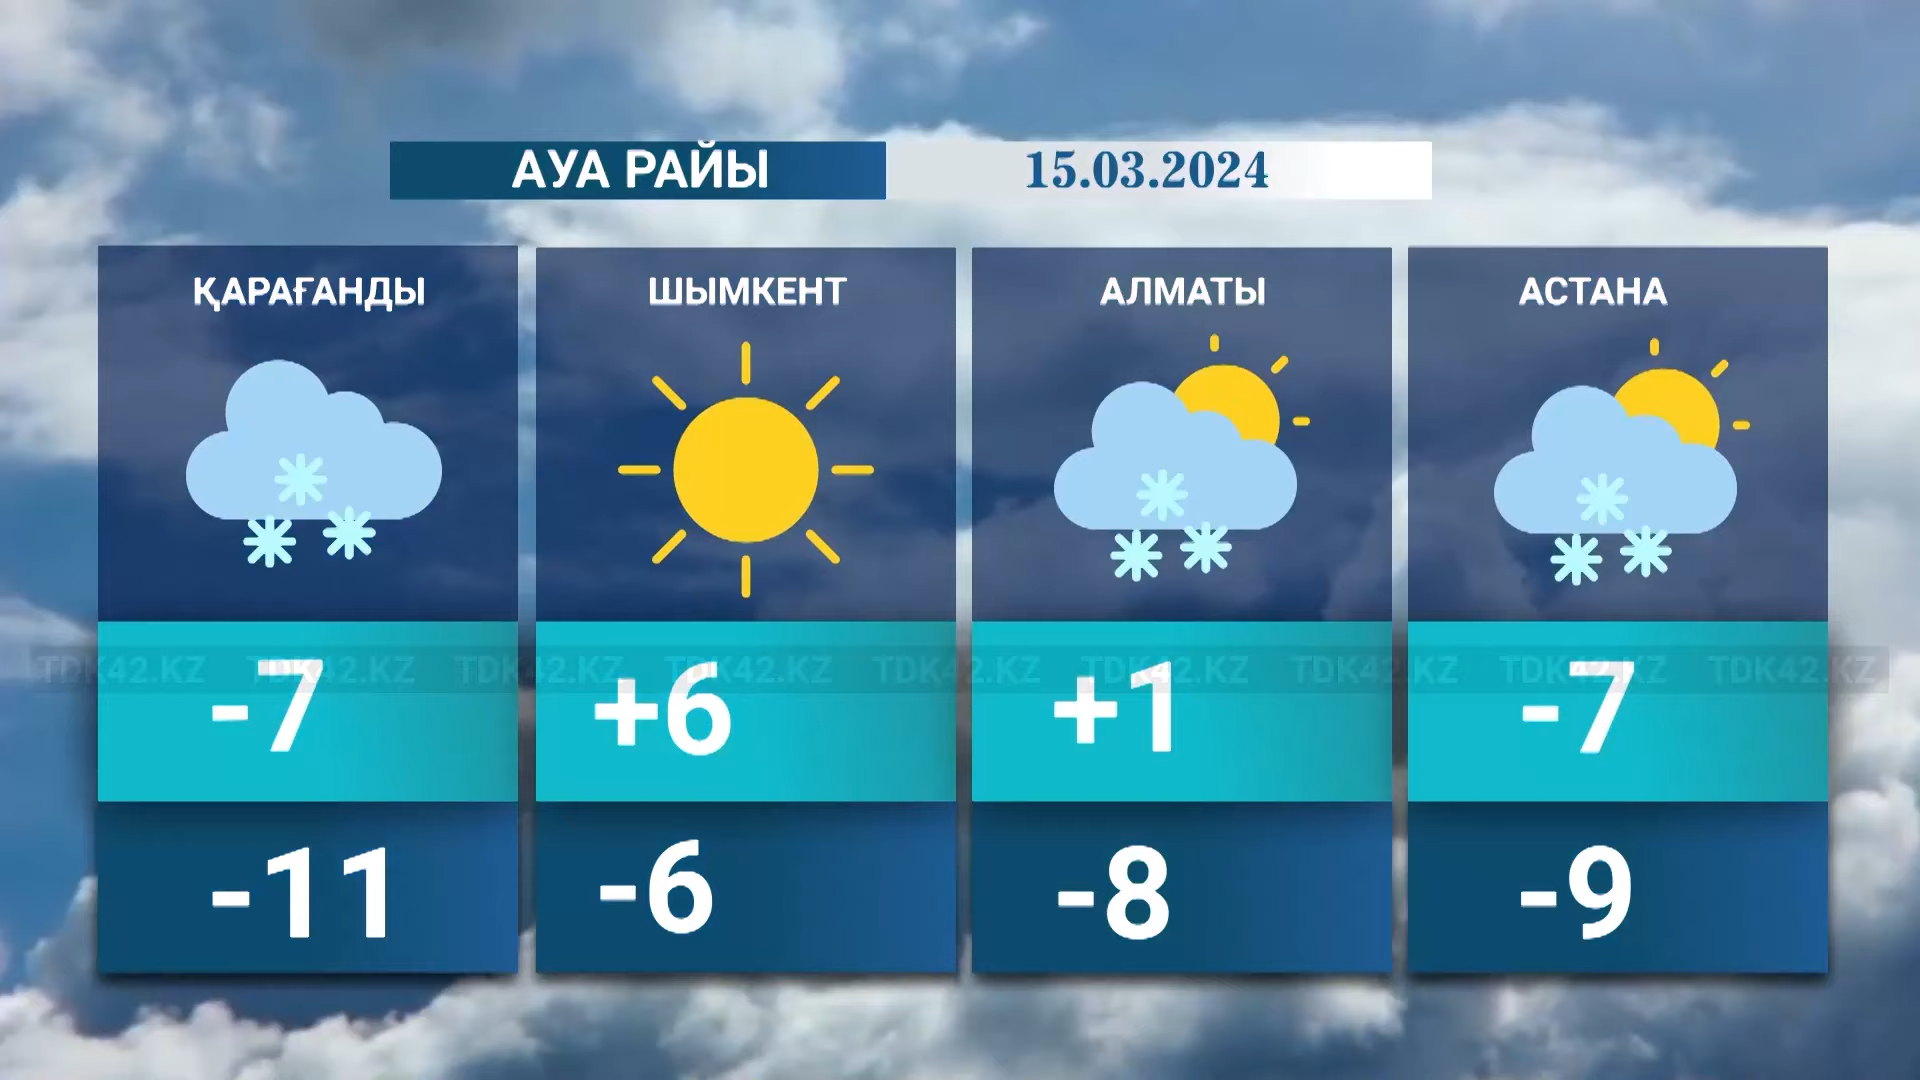 АУА РАЙЫ 15.03.2024
ҚАРАҒАНДЫ ШЫМКЕНТ АЛМАТЫ АСТАНА
TDK42.KZ TDK42.KZ TDK42.KZ TDK42.KZ TDK42.KZ TDK42.KZ TDK42.KZ TDK42.KZ TDK42.KZ
-7 +6 +1 -7
-11 -6 -8 -9